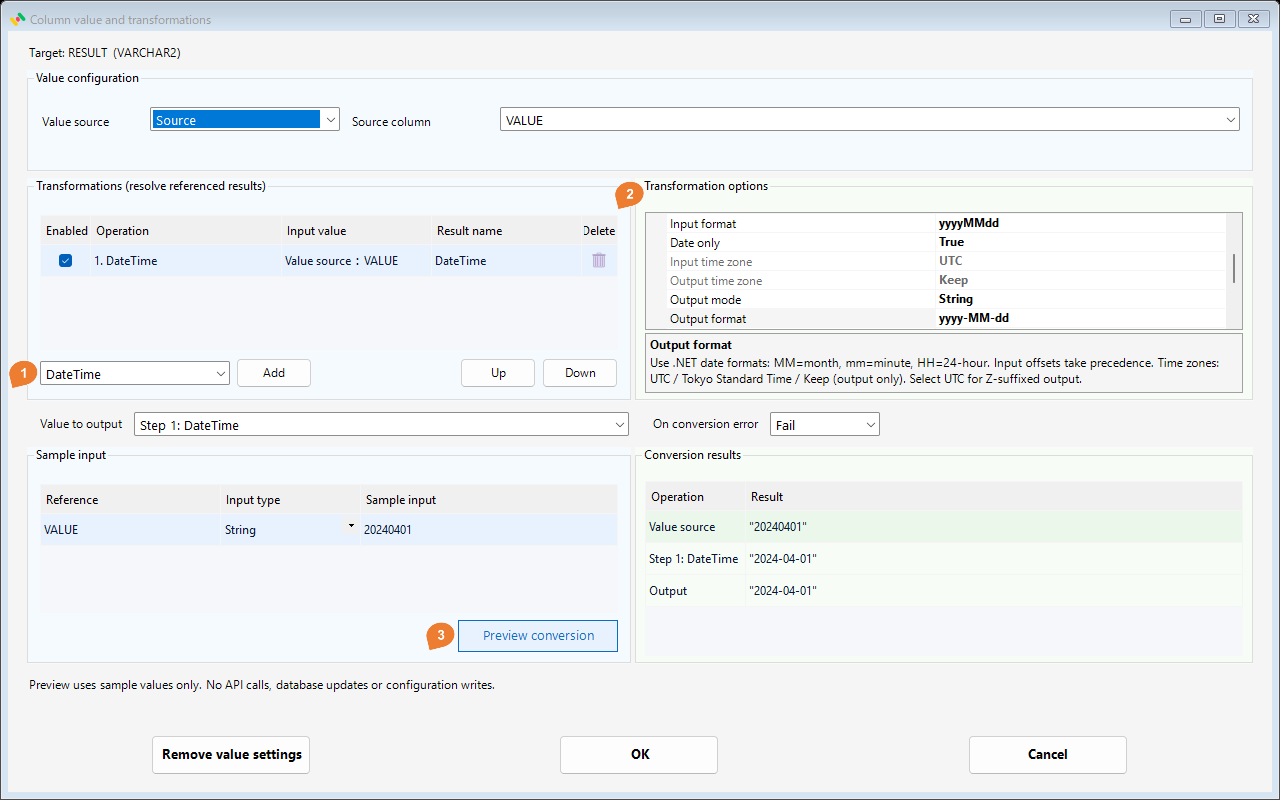 Column value and transformations
Target: RESULT (VARCHAR2)
Value configuration
Value source
Source
Source column
VALUE
Transformations (resolve referenced results)
Enabled Operation Input value Result name Delete
1. DateTime Value source : VALUE DateTime
1
DateTime
Add
Up
Down
2
Transformation options
Input format yyyyMMdd
Date only True
Input time zone UTC
Output time zone Keep
Output mode String
Output format yyyy-MM-dd
Output format
Use .NET date formats: MM=month, mm=minute, HH=24-hour. Input offsets take precedence. Time zones:
UTC / Tokyo Standard Time / Keep (output only). Select UTC for Z-suffixed output.
Value to output
Step 1: DateTime
On conversion error
Fail
Sample input
Reference Input type Sample input
VALUE String 20240401
3
Preview conversion
Conversion results
Operation Result
Value source "20240401"
Step 1: DateTime "2024-04-01"
Output "2024-04-01"
Preview uses sample values only. No API calls, database updates or configuration writes.
Remove value settings
OK
Cancel